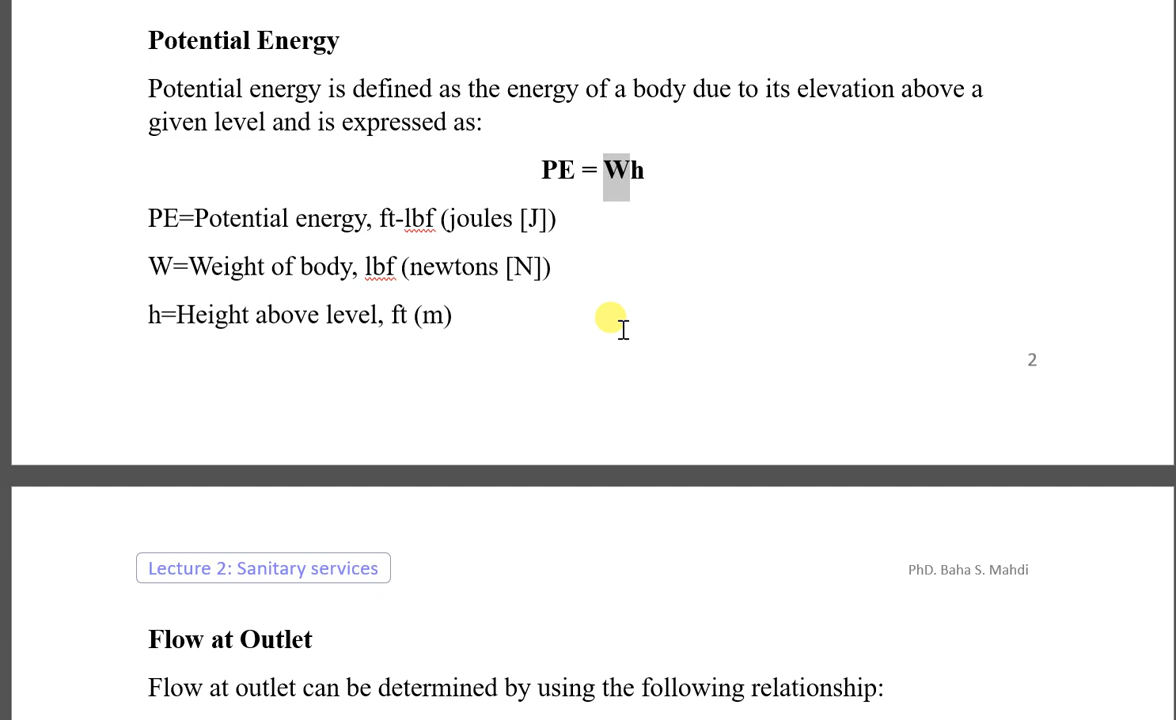 Potential Energy
Potential energy is defined as the energy of a body due to its elevation above a
given level and is expressed as:
PE = Wh
PE=Potential energy, ft-lbf (joules [J])
W=Weight of body, lbf (newtons [N])
h=Height above level, ft (m)
2
Lecture 2: Sanitary services
PhD. Baha S. Mahdi
Flow at Outlet
Flow at outlet can be determined by using the following relationship: